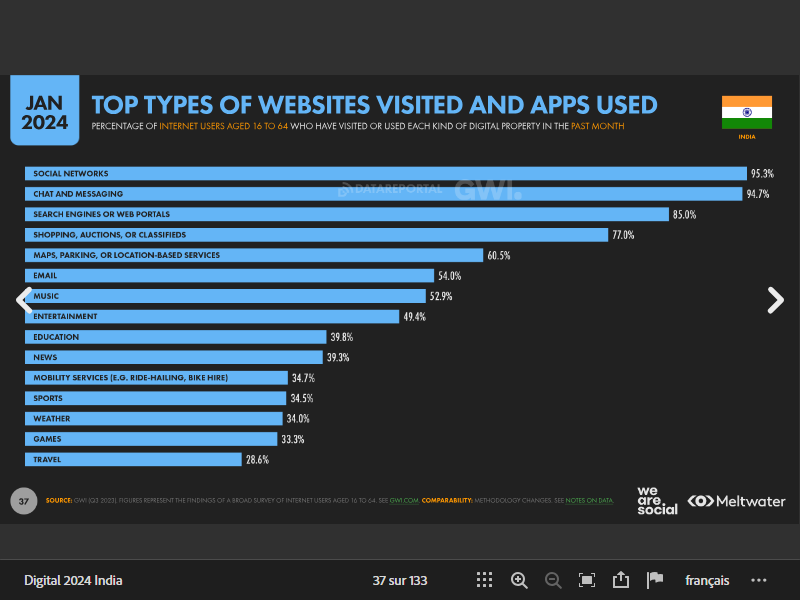 JAN
2024
TOP TYPES OF WEBSITES VISITED AND APPS USED
PERCENTAGE OF INTERNET USERS AGED 16 TO 64 WHO HAVE VISITED OR USED EACH KIND OF DIGITAL PROPERTY IN THE PAST MONTH
INDIA
SOCIAL NETWORKS 95.3%
DATAREPORTAL GWI.
CHAT AND MESSAGING 94.7%
SEARCH ENGINES OR WEB PORTALS 85.0%
SHOPPING, AUCTIONS, OR CLASSIFIEDS 77.0%
MAPS, PARKING, OR LOCATION-BASED SERVICES 60.5%
EMAIL 54.0%
MUSIC 52.9%
ENTERTAINMENT 49.4%
EDUCATION 39.8%
NEWS 39.3%
MOBILITY SERVICES (E.G. RIDE-HAILING, BIKE HIRE) 34.7%
SPORTS 34.5%
WEATHER 34.0%
GAMES 33.3%
TRAVEL 28.6%
37
SOURCE: GWI (Q3 2023). FIGURES REPRESENT THE FINDINGS OF A BROAD SURVEY OF INTERNET USERS AGED 16 TO 64. SEE GWI.COM. COMPARABILITY: METHODOLOGY CHANGES. SEE NOTES ON DATA.
we
are.
social
Meltwater
Digital 2024 India
37 sur 133
français